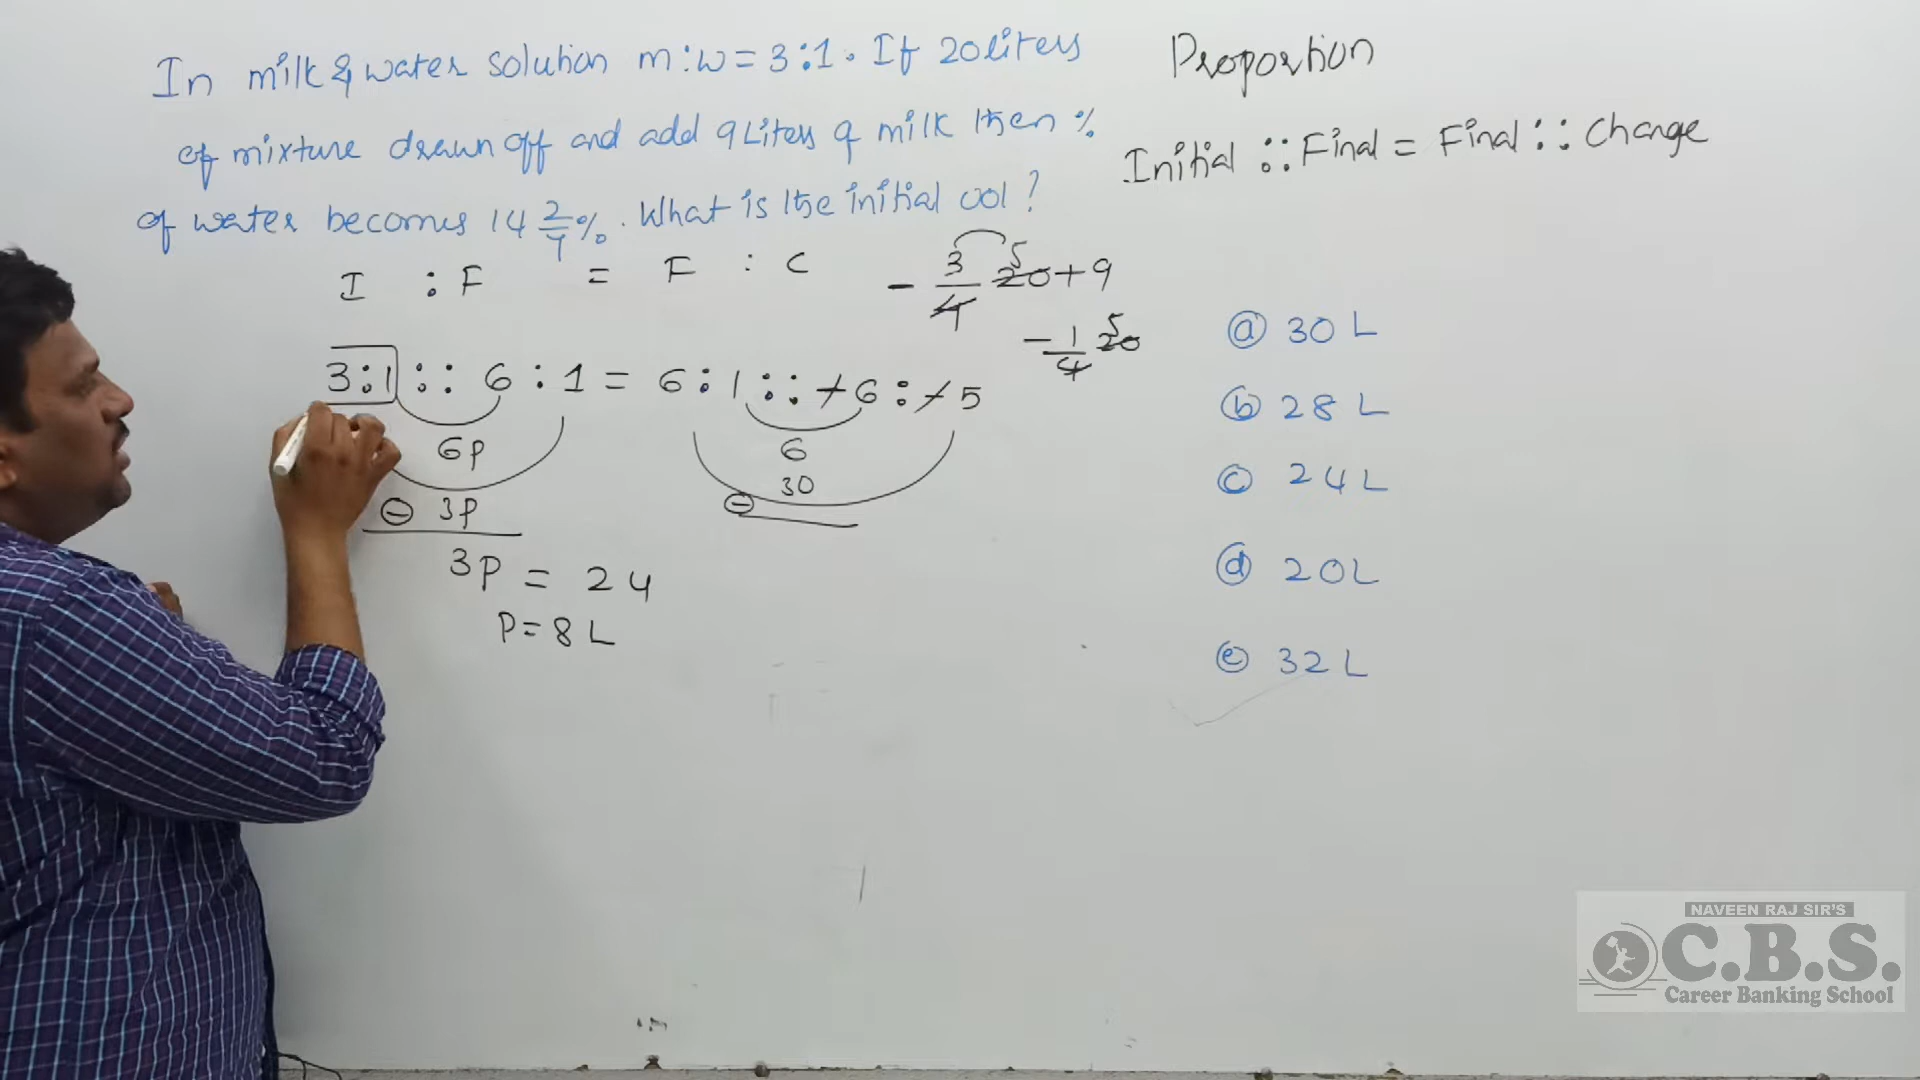 In milk & water solution m:w = 3:1. If 20 liters
of mixture drawn off and add 9 Liters of milk then %
of water becomes 14 2/7 %. What is the initial vol?
Proportion
Initial :: Final = Final :: Change
I : F = F : C
- 3/4 20 + 9
5
- 1/4 20
5
3:1 :: 6:1 = 6:1 :: -6 : -5
6P
6
⊖ 3P
⊖ 30
3P = 24
P = 8 L
ⓐ 30 L
ⓑ 28 L
ⓒ 24 L
ⓓ 20 L
ⓔ 32 L
NAVEEN RAJ SIR'S
C.B.S.
Career Banking School